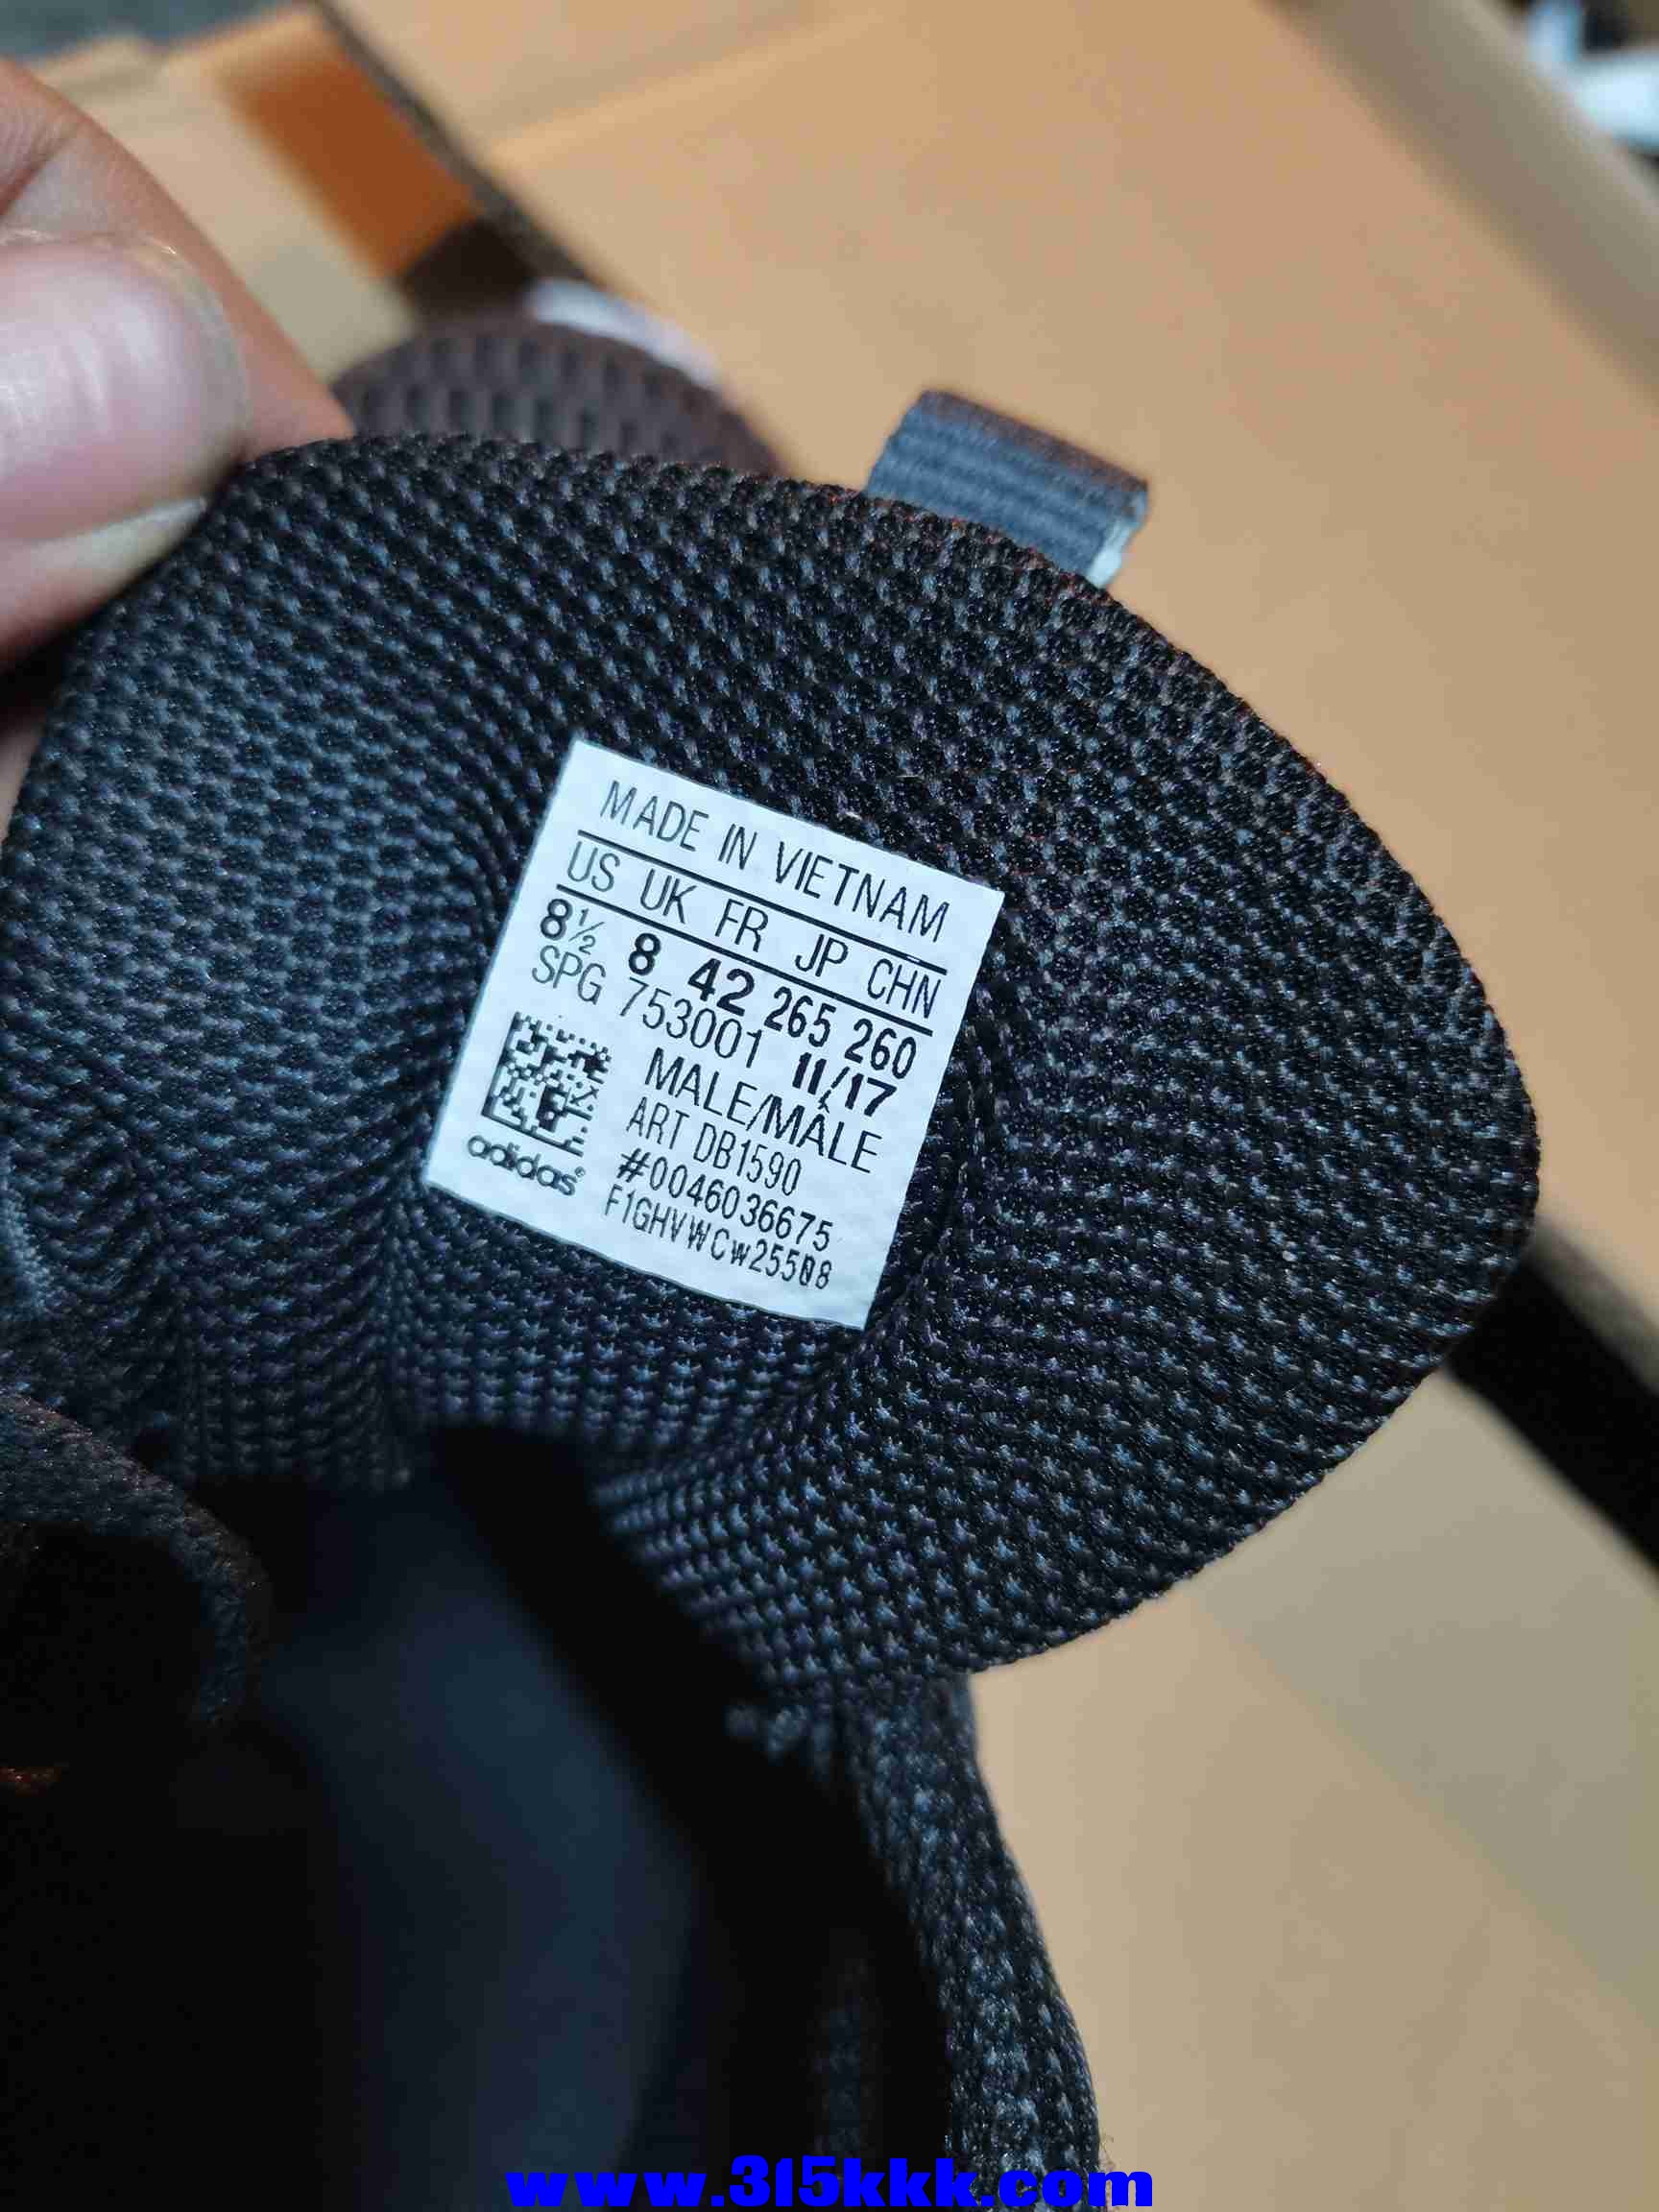 MADE IN VIETNAM
US UK FR JP CHN
8½ 8 42 265 260
SPG 753001 11/17
MALE/MÂLE
ART DB1590
#0046036675
F1GHVWCW25508
adidas®
www.315kkk.com